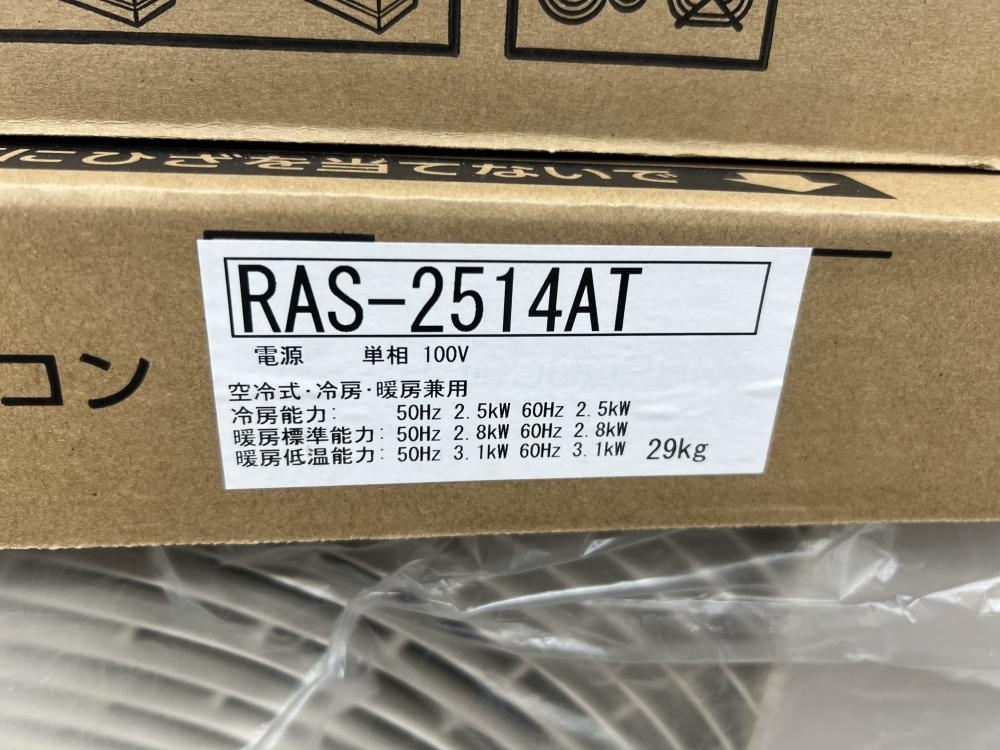 にひざを当てないで
RAS-2514AT
電源 単相 100V
コン
空冷式・冷房・暖房兼用
冷房能力: 50Hz 2.5kW 60Hz 2.5kW
暖房標準能力: 50Hz 2.8kW 60Hz 2.8kW
暖房低温能力: 50Hz 3.1kW 60Hz 3.1kW 29kg